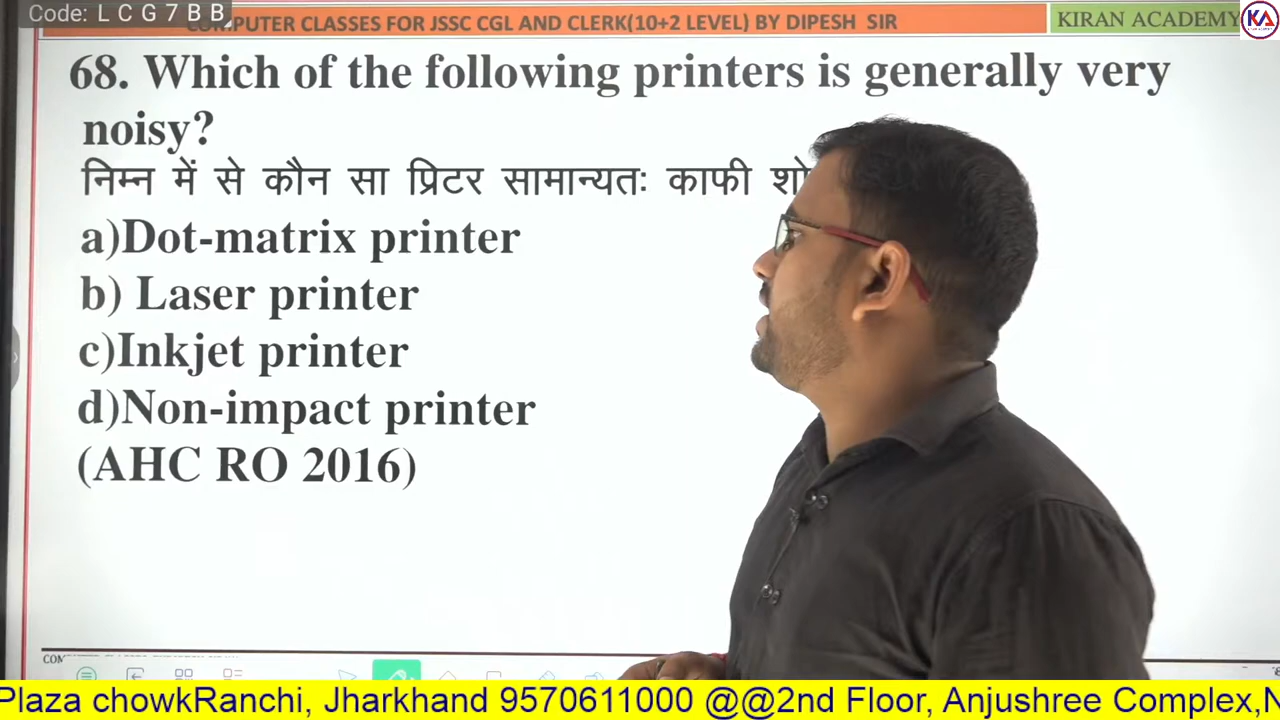 Code: L C G 7 B B
COMPUTER CLASSES FOR JSSC CGL AND CLERK(10+2 LEVEL) BY DIPESH SIR
KIRAN ACADEMY
KA
68. Which of the following printers is generally very
noisy?
निम्न में से कौन सा प्रिटर सामान्यतः काफी
a)Dot-matrix printer
b) Laser printer
c)Inkjet printer
d)Non-impact printer
(AHC RO 2016)
Plaza chowkRanchi, Jharkhand 9570611000 @@2nd Floor, Anjushree Complex,